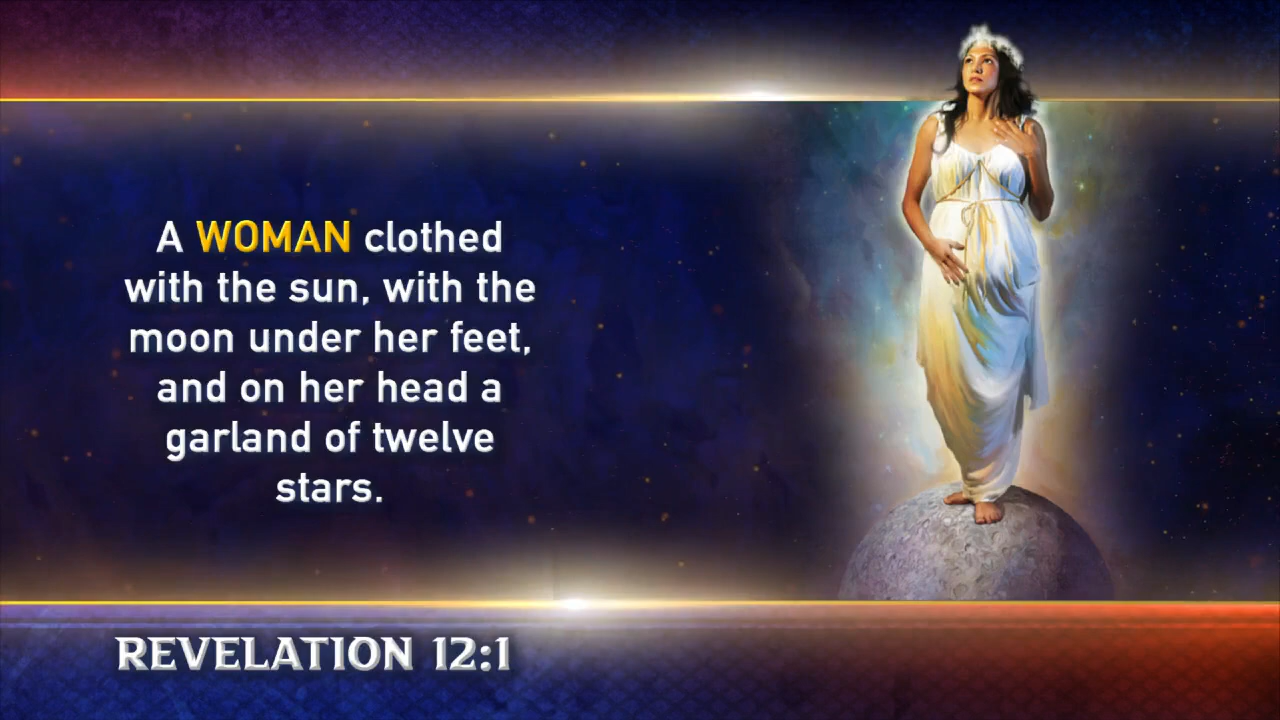 A WOMAN clothed
with the sun, with the
moon under her feet,
and on her head a
garland of twelve
stars.
REVELATION 12:1